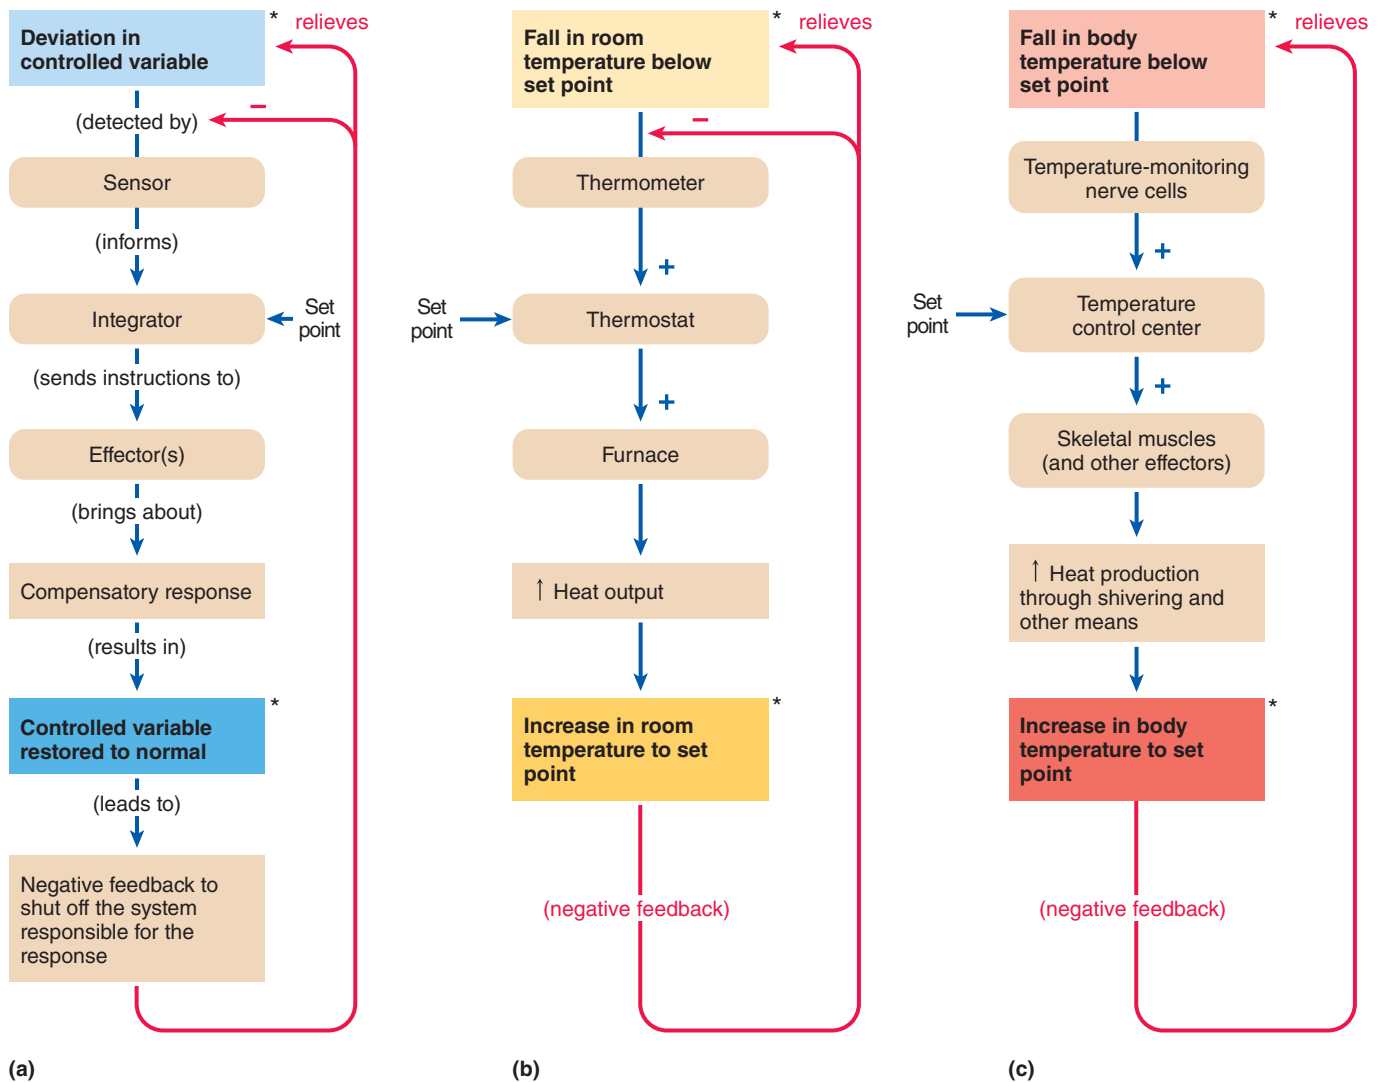 Deviation in
controlled variable
*
relieves
–
(detected by)
Sensor
(informs)
Integrator
Set
point
(sends instructions to)
Effector(s)
(brings about)
Compensatory response
(results in)
Controlled variable
restored to normal
*
(leads to)
Negative feedback to
shut off the system
responsible for the
response
(a)
Fall in room
temperature below
set point
*
relieves
–
Thermometer
+
Set
point
Thermostat
+
Furnace
↑ Heat output
Increase in room
temperature to set
point
*
(negative feedback)
(b)
Fall in body
temperature below
set point
*
relieves
Temperature-monitoring
nerve cells
+
Set
point
Temperature
control center
+
Skeletal muscles
(and other effectors)
↑ Heat production
through shivering and
other means
Increase in body
temperature to set
point
*
(negative feedback)
(c)